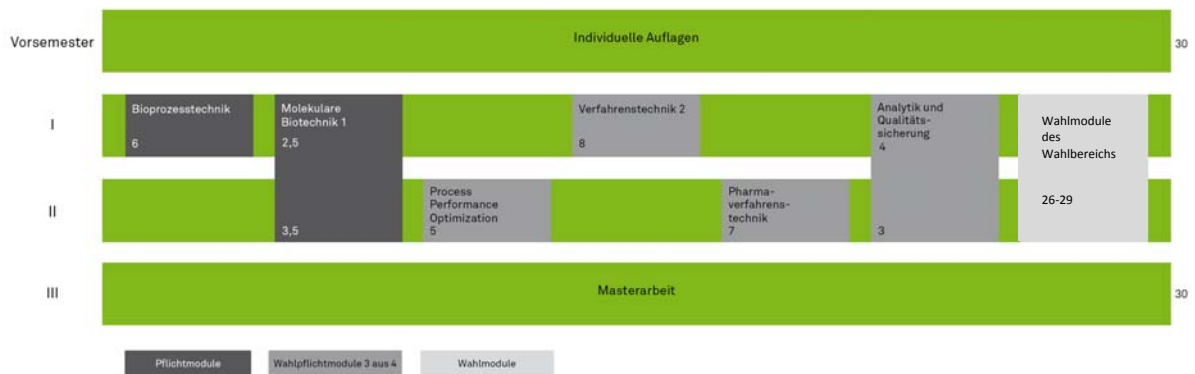 Vorsemester
Individuelle Auflagen
30
I
Bioprozesstechnik
6
Molekulare
Biotechnik 1
2,5
3,5
Verfahrenstechnik 2
8
Analytik und
Qualitäts-
sicherung
4
3
Wahlmodule
des
Wahlbereichs
26-29
II
Process
Performance
Optimization
5
Pharma-
verfahrens-
technik
7
III
Masterarbeit
30
Pflichtmodule
Wahlpflichtmodule 3 aus 4
Wahlmodule